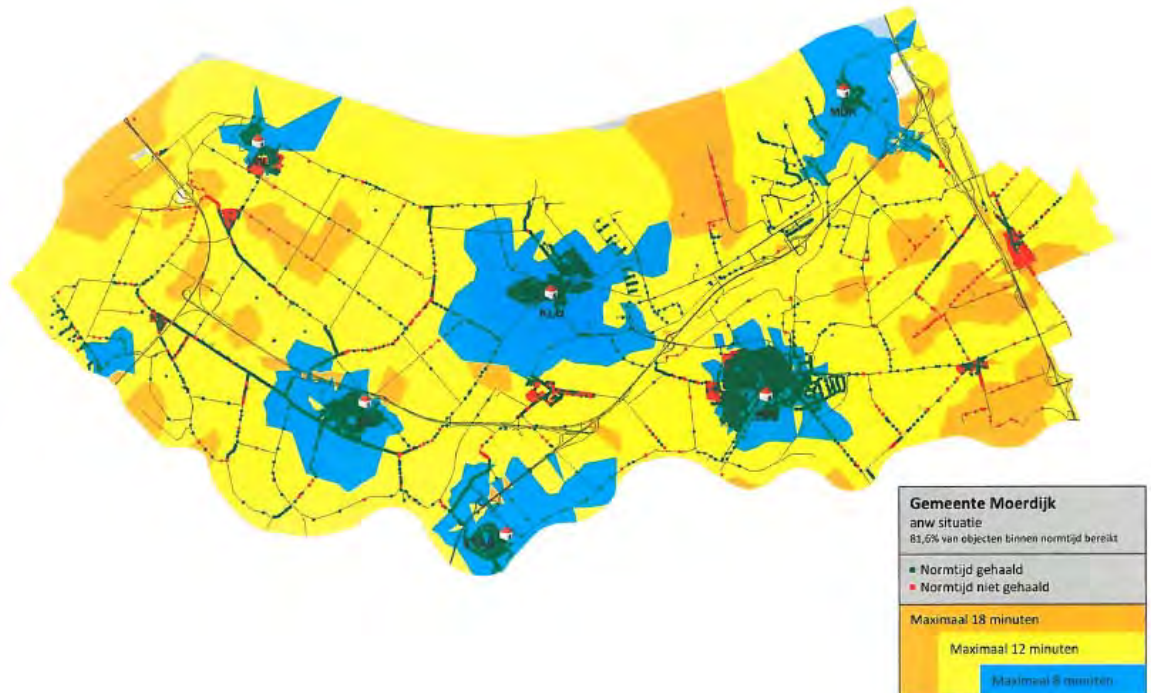 MDK
KLU
Gemeente Moerdijk
anw situatie
81,6% van objecten binnen normtijd bereikt
Normtijd gehaald
Normtijd niet gehaald
Maximaal 18 minuten
Maximaal 12 minuten
Maximaal 8 minuten